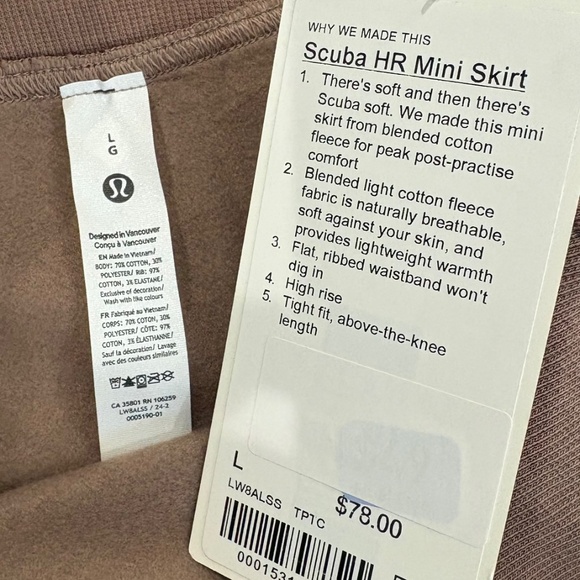 L
G
Designed in Vancouver
Conçu à Vancouver
EN Made in Vietnam/
BODY: 70% COTTON, 30%
POLYESTER/ RIB: 97%
COTTON, 3% ELASTANE/
Exclusive of decoration/
Wash with like colours
FR Fabriqué au Vietnam/
CORPS: 70% COTON, 30%
POLYESTER/ CÔTE: 97%
COTON, 3% ÉLASTHANNE/
Sauf la décoration/ Lavage
avec des couleurs similaires
CA 35801 RN 106259
LW8ALSS / 24-2
0005190-01
WHY WE MADE THIS
Scuba HR Mini Skirt
1. There's soft and then there's
Scuba soft. We made this mini
skirt from blended cotton
fleece for peak post-practise
comfort
2. Blended light cotton fleece
fabric is naturally breathable,
soft against your skin, and
provides lightweight warmth
3. Flat, ribbed waistband won't
dig in
4. High rise
5. Tight fit, above-the-knee
length
L
LW8ALSS TPTC
$78.00